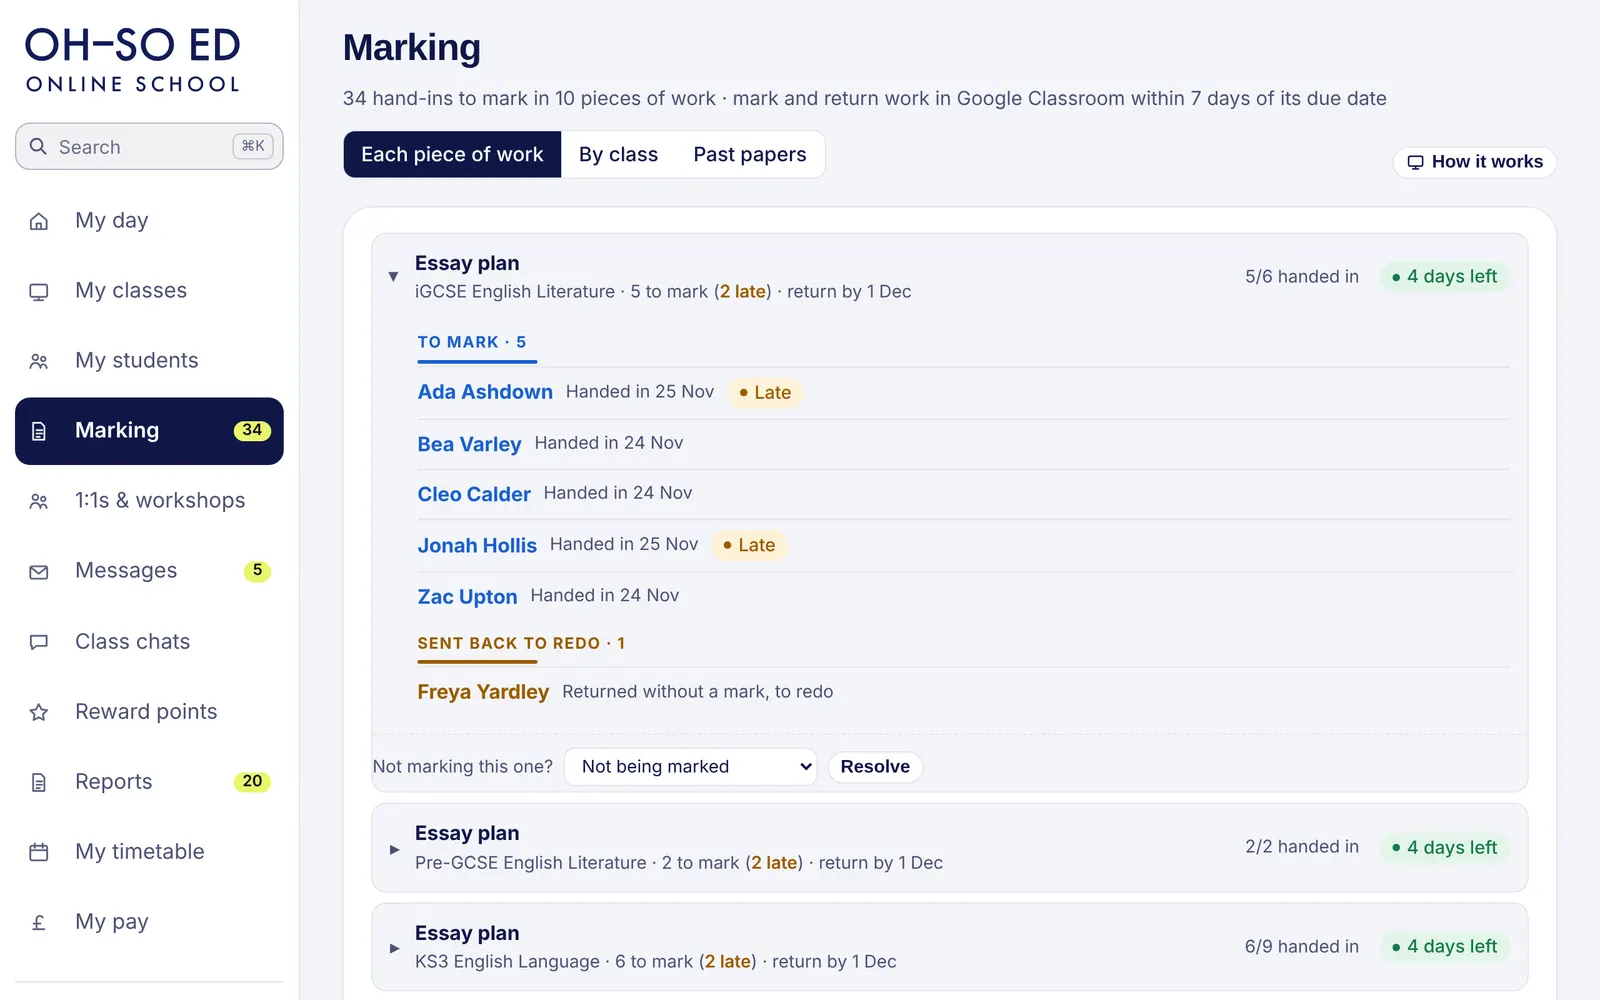 OH-SO ED
ONLINE SCHOOL
Search ⌘K
My day
My classes
My students
Marking 34
1:1s & workshops
Messages 5
Class chats
Reward points
Reports 20
My timetable
£ My pay
Marking
34 hand-ins to mark in 10 pieces of work · mark and return work in Google Classroom within 7 days of its due date
Each piece of work By class Past papers
How it works
Essay plan
iGCSE English Literature · 5 to mark (2 late) · return by 1 Dec
5/6 handed in • 4 days left
TO MARK · 5
Ada Ashdown Handed in 25 Nov • Late
Bea Varley Handed in 24 Nov
Cleo Calder Handed in 24 Nov
Jonah Hollis Handed in 25 Nov • Late
Zac Upton Handed in 24 Nov
SENT BACK TO REDO · 1
Freya Yardley Returned without a mark, to redo
Not marking this one? Not being marked Resolve
Essay plan
Pre-GCSE English Literature · 2 to mark (2 late) · return by 1 Dec
2/2 handed in • 4 days left
Essay plan
KS3 English Language · 6 to mark (2 late) · return by 1 Dec
6/9 handed in • 4 days left